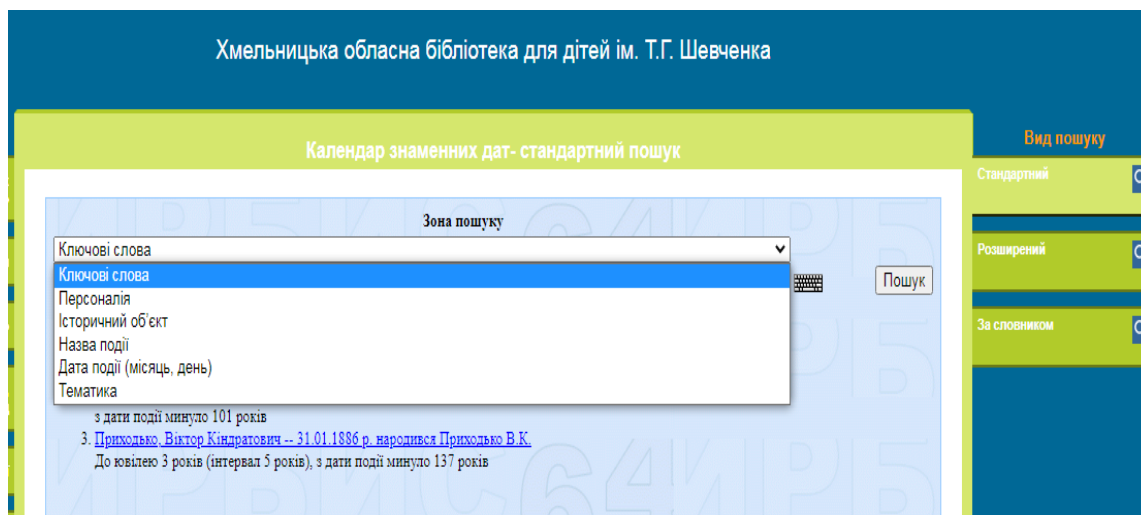 Хмельницька обласна бібліотека для дітей ім. Т.Г. Шевченка
Календар знаменних дат- стандартний пошук
Вид пошуку
Стандартний
Розширений
За словником
Зона пошуку
Ключові слова
Ключові слова
Персоналія
Історичний об'єкт
Назва події
Дата події (місяць, день)
Тематика
Пошук
з дати події минуло 101 років
3. Приходько, Віктор Кіндратович -- 31.01.1886 р. народився Приходько В.К.
До ювілею 3 років (інтервал 5 років), з дати події минуло 137 років
ИРБИС64ИРБ
ИРБИС64ИРБ